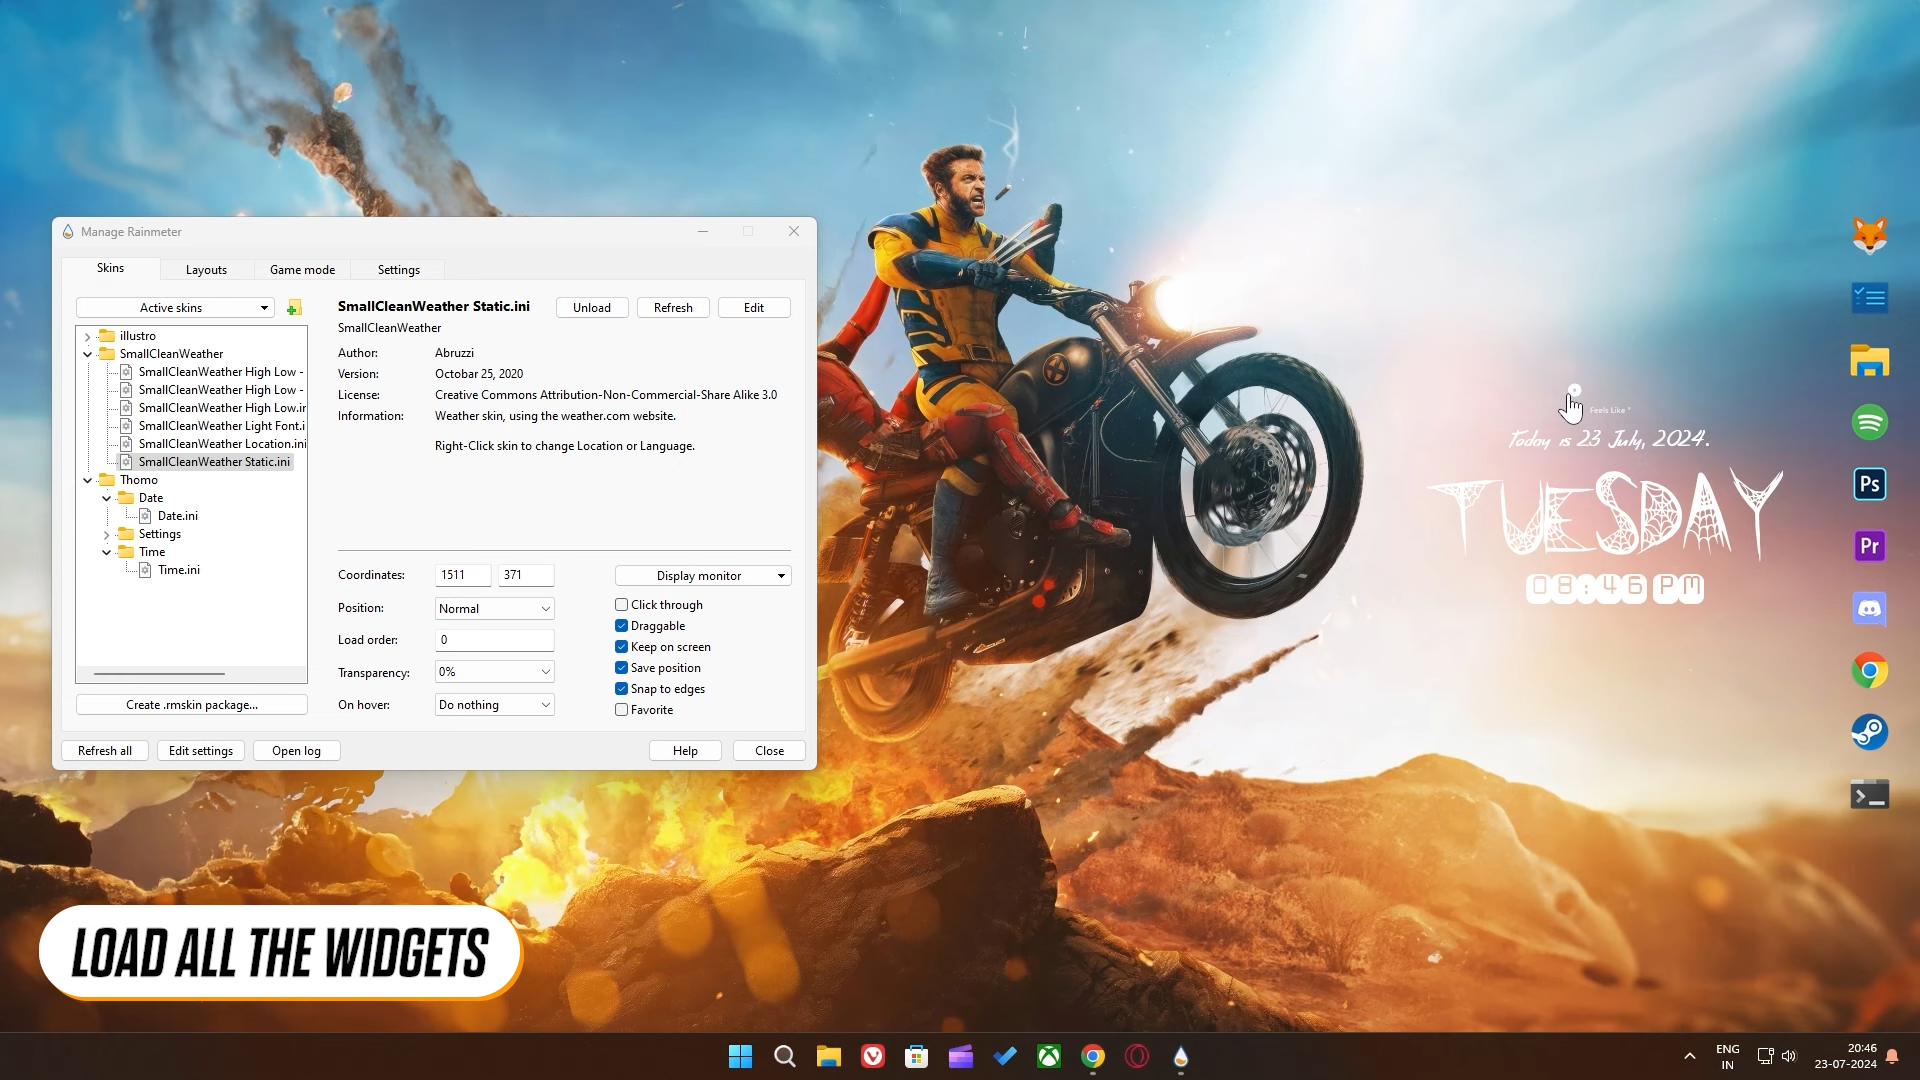 Manage Rainmeter
Skins
Layouts
Game mode
Settings
Active skins
illustro
SmallCleanWeather
SmallCleanWeather High Low -
SmallCleanWeather High Low -
SmallCleanWeather High Low.ir
SmallCleanWeather Light Font.i
SmallCleanWeather Location.ini
SmallCleanWeather Static.ini
Thomo
Date
Date.ini
Settings
Time
Time.ini
Create .rmskin package...
SmallCleanWeather Static.ini
Unload
Refresh
Edit
SmallCleanWeather
Author: Abruzzi
Version: Octobar 25, 2020
License: Creative Commons Attribution-Non-Commercial-Share Alike 3.0
Information: Weather skin, using the weather.com website.
Right-Click skin to change Location or Language.
Coordinates: 1511 371
Display monitor
Position: Normal
Load order: 0
Transparency: 0%
On hover: Do nothing
Click through
Draggable
Keep on screen
Save position
Snap to edges
Favorite
Refresh all
Edit settings
Open log
Help
Close
Feels Like °
Today is 23 July, 2024.
TUESDAY
08:46 PM
Ps
Pr
LOAD ALL THE WIDGETS
ENG
IN
20:46
23-07-2024